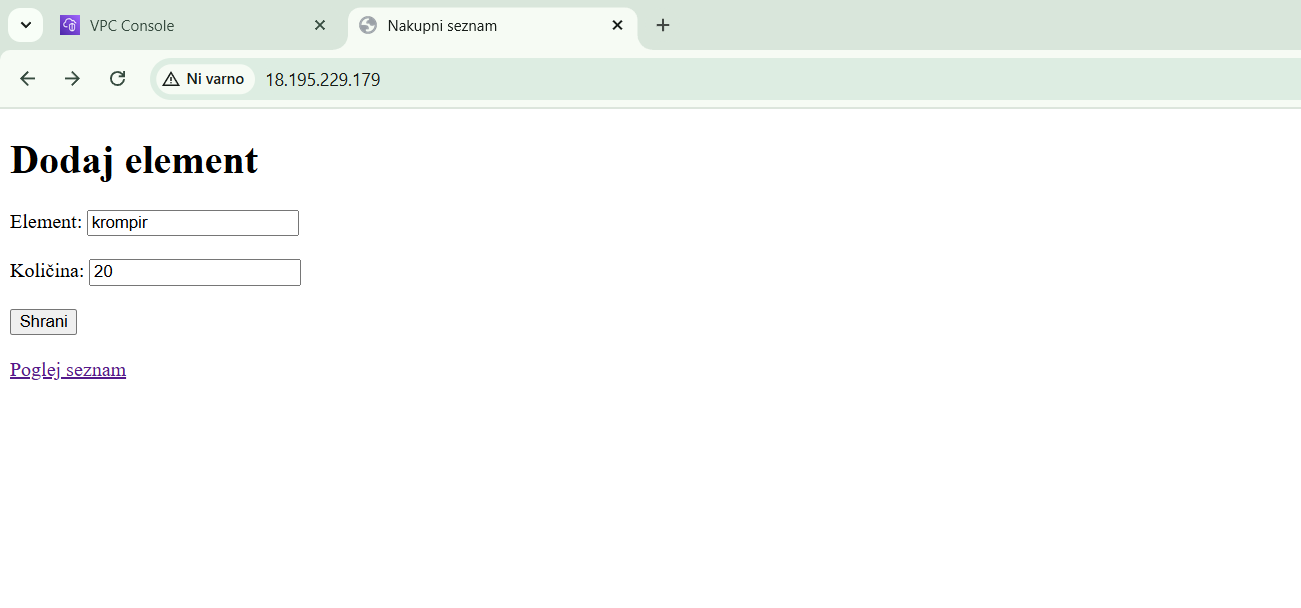 VPC Console
Nakupni seznam
Ni varno 18.195.229.179
Dodaj element
Element: krompir
Količina: 20
Shrani
Poglej seznam